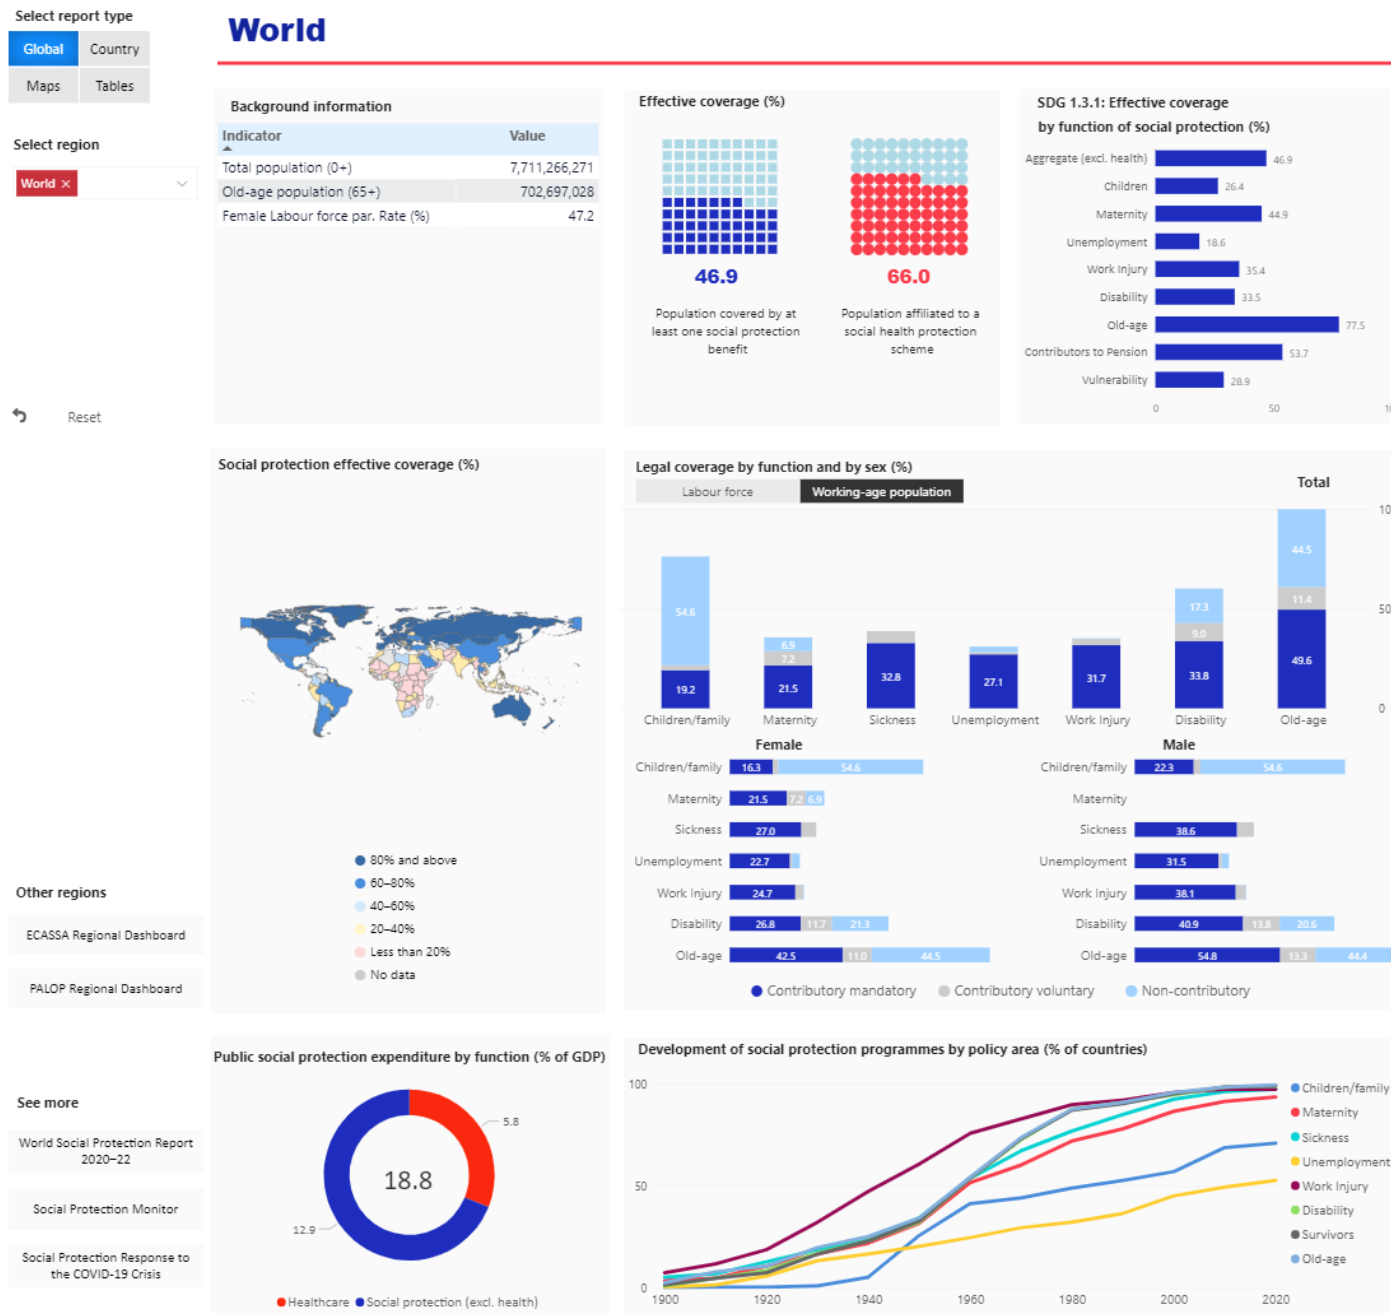 Select report type
Global Country
Maps Tables
Select region
World ×
Reset
Other regions
ECASSA Regional Dashboard
PALOP Regional Dashboard
See more
World Social Protection Report
2020–22
Social Protection Monitor
Social Protection Response to
the COVID-19 Crisis
World
Background information
Indicator Value
Total population (0+) 7,711,266,271
Old-age population (65+) 702,697,028
Female Labour force par. Rate (%) 47.2
Effective coverage (%)
46.9
Population covered by at
least one social protection
benefit
66.0
Population affiliated to a
social health protection
scheme
SDG 1.3.1: Effective coverage
by function of social protection (%)
Aggregate (excl. health) 46.9
Children 26.4
Maternity 44.9
Unemployment 18.6
Work Injury 35.4
Disability 33.5
Old-age 77.5
Contributors to Pension 53.7
Vulnerability 28.9
0 50 10
Social protection effective coverage (%)
80% and above
60–80%
40–60%
20–40%
Less than 20%
No data
Legal coverage by function and by sex (%)
Labour force Working-age population
Total
10
50
0
54.6
19.2
6.9
7.2
21.5
32.8
27.1
31.7
17.3
9.0
33.8
44.5
11.4
49.6
Children/family Maternity Sickness Unemployment Work Injury Disability Old-age
Female
Children/family 16.3 54.6
Maternity 21.5 7.2 6.9
Sickness 27.0
Unemployment 22.7
Work Injury 24.7
Disability 26.8 11.7 21.3
Old-age 42.5 11.0 44.5
Male
Children/family 22.3 54.6
Maternity
Sickness 38.6
Unemployment 31.5
Work Injury 38.1
Disability 40.9 13.8 20.6
Old-age 54.8 13.3 44.4
Contributory mandatory Contributory voluntary Non-contributory
Public social protection expenditure by function (% of GDP)
5.8
18.8
12.9
Healthcare Social protection (excl. health)
Development of social protection programmes by policy area (% of countries)
100
50
0
1900 1920 1940 1960 1980 2000 2020
Children/family
Maternity
Sickness
Unemployment
Work Injury
Disability
Survivors
Old-age